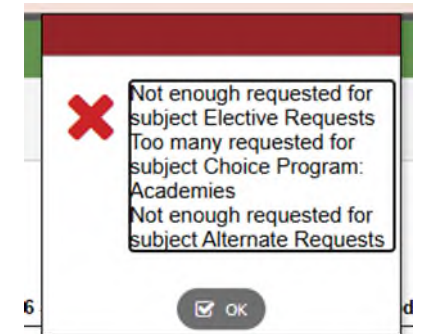 Not enough requested for
subject Elective Requests
Too many requested for
subject Choice Program:
Academies
Not enough requested for
subject Alternate Requests
6
OK
d